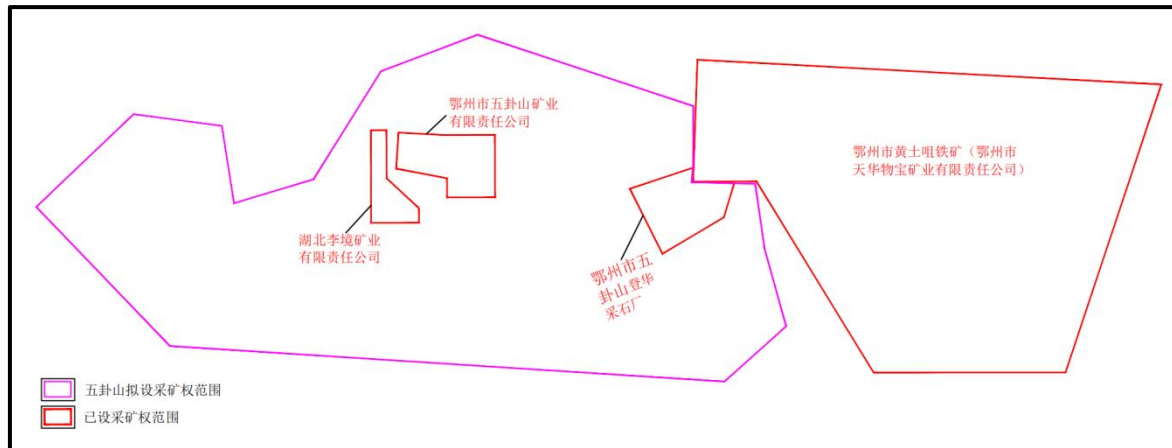 鄂州市五卦山矿业
有限责任公司
鄂州市黄土咀铁矿（鄂州市
天华物宝矿业有限责任公司）
湖北李境矿业
有限责任公司
鄂州市五
卦山登华
采石厂
五卦山拟设采矿权范围
已设采矿权范围